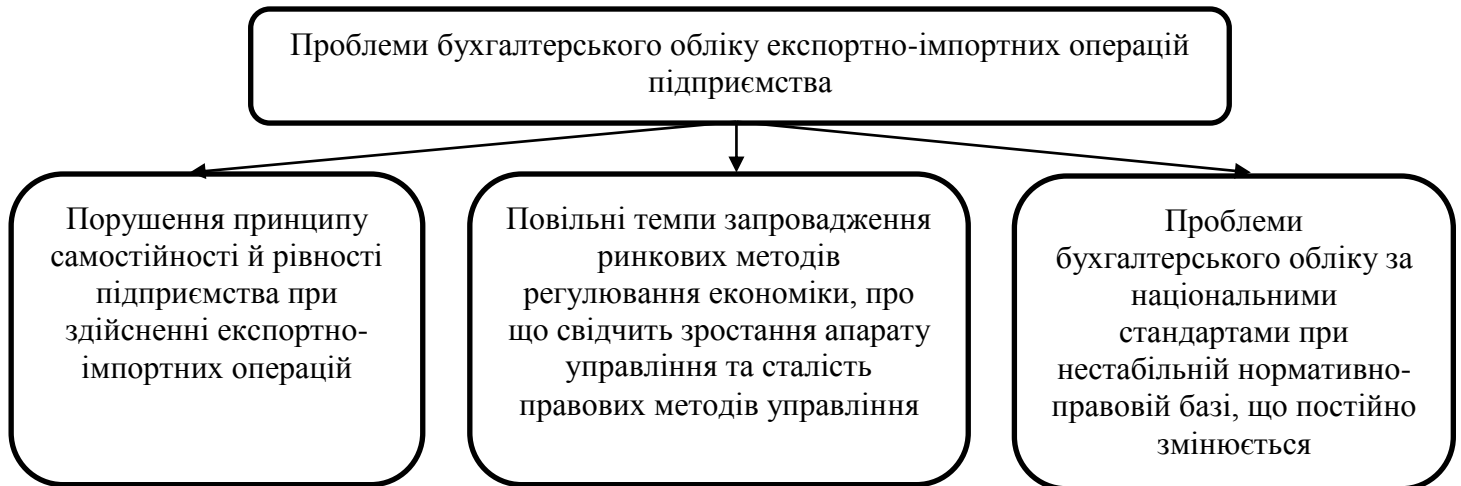 Проблеми бухгалтерського обліку експортно-імпортних операцій
підприємства
Порушення принципу
самостійності й рівності
підприємства при
здійсненні експортно-
імпортних операцій
Повільні темпи запровадження
ринкових методів
регулювання економіки, про
що свідчить зростання апарату
управління та сталість
правових методів управління
Проблеми
бухгалтерського обліку за
національними
стандартами при
нестабільній нормативно-
правовій базі, що постійно
змінюється